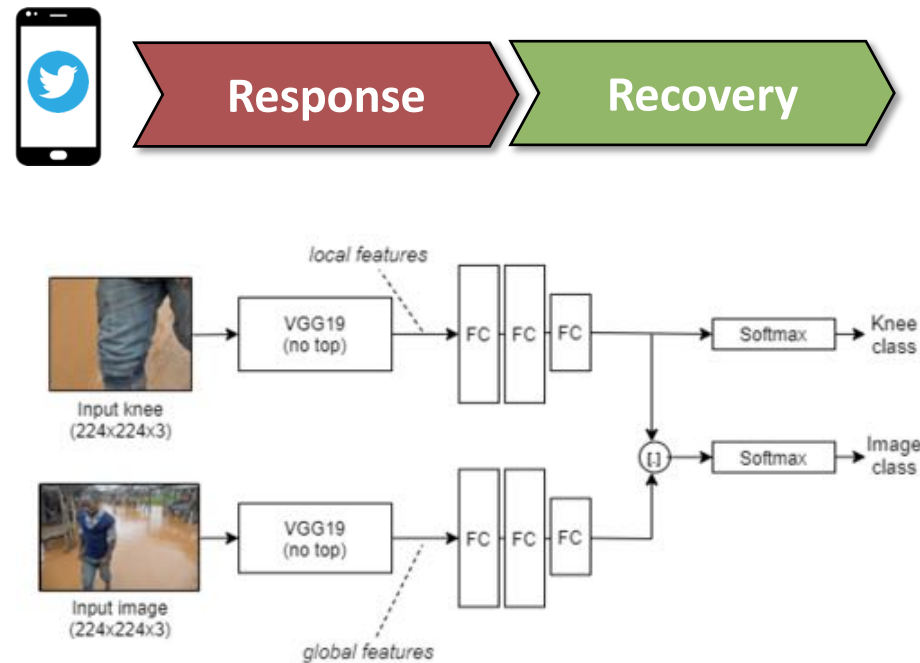 Response
Recovery
local features
VGG19
(no top)
FC
FC
FC
Softmax
Knee
class
Input knee
(224x224x3)
[.]
Softmax
Image
class
VGG19
(no top)
FC
FC
FC
Input image
(224x224x3)
global features